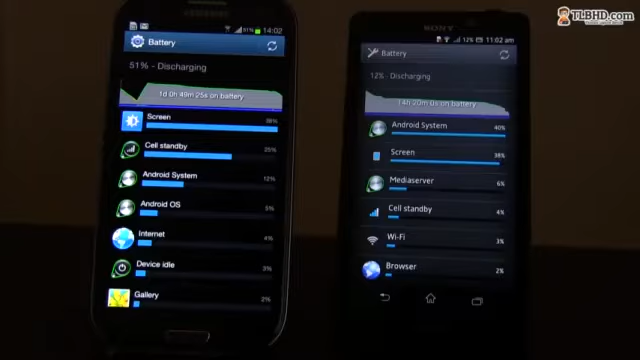 TLBHD.com
81% 14:02
Battery
51% - Discharging
1d 0h 49m 25s on battery
Screen
Cell standby 25%
Android System 12%
Android OS 5%
Internet 4%
Device idle 3%
Gallery 2%
SONY
12% 11:02 am
Battery
12% - Discharging
14h 20m 0s on battery
Android System 40%
Screen 38%
Mediaserver 6%
Cell standby 4%
Wi-Fi 3%
Browser 2%